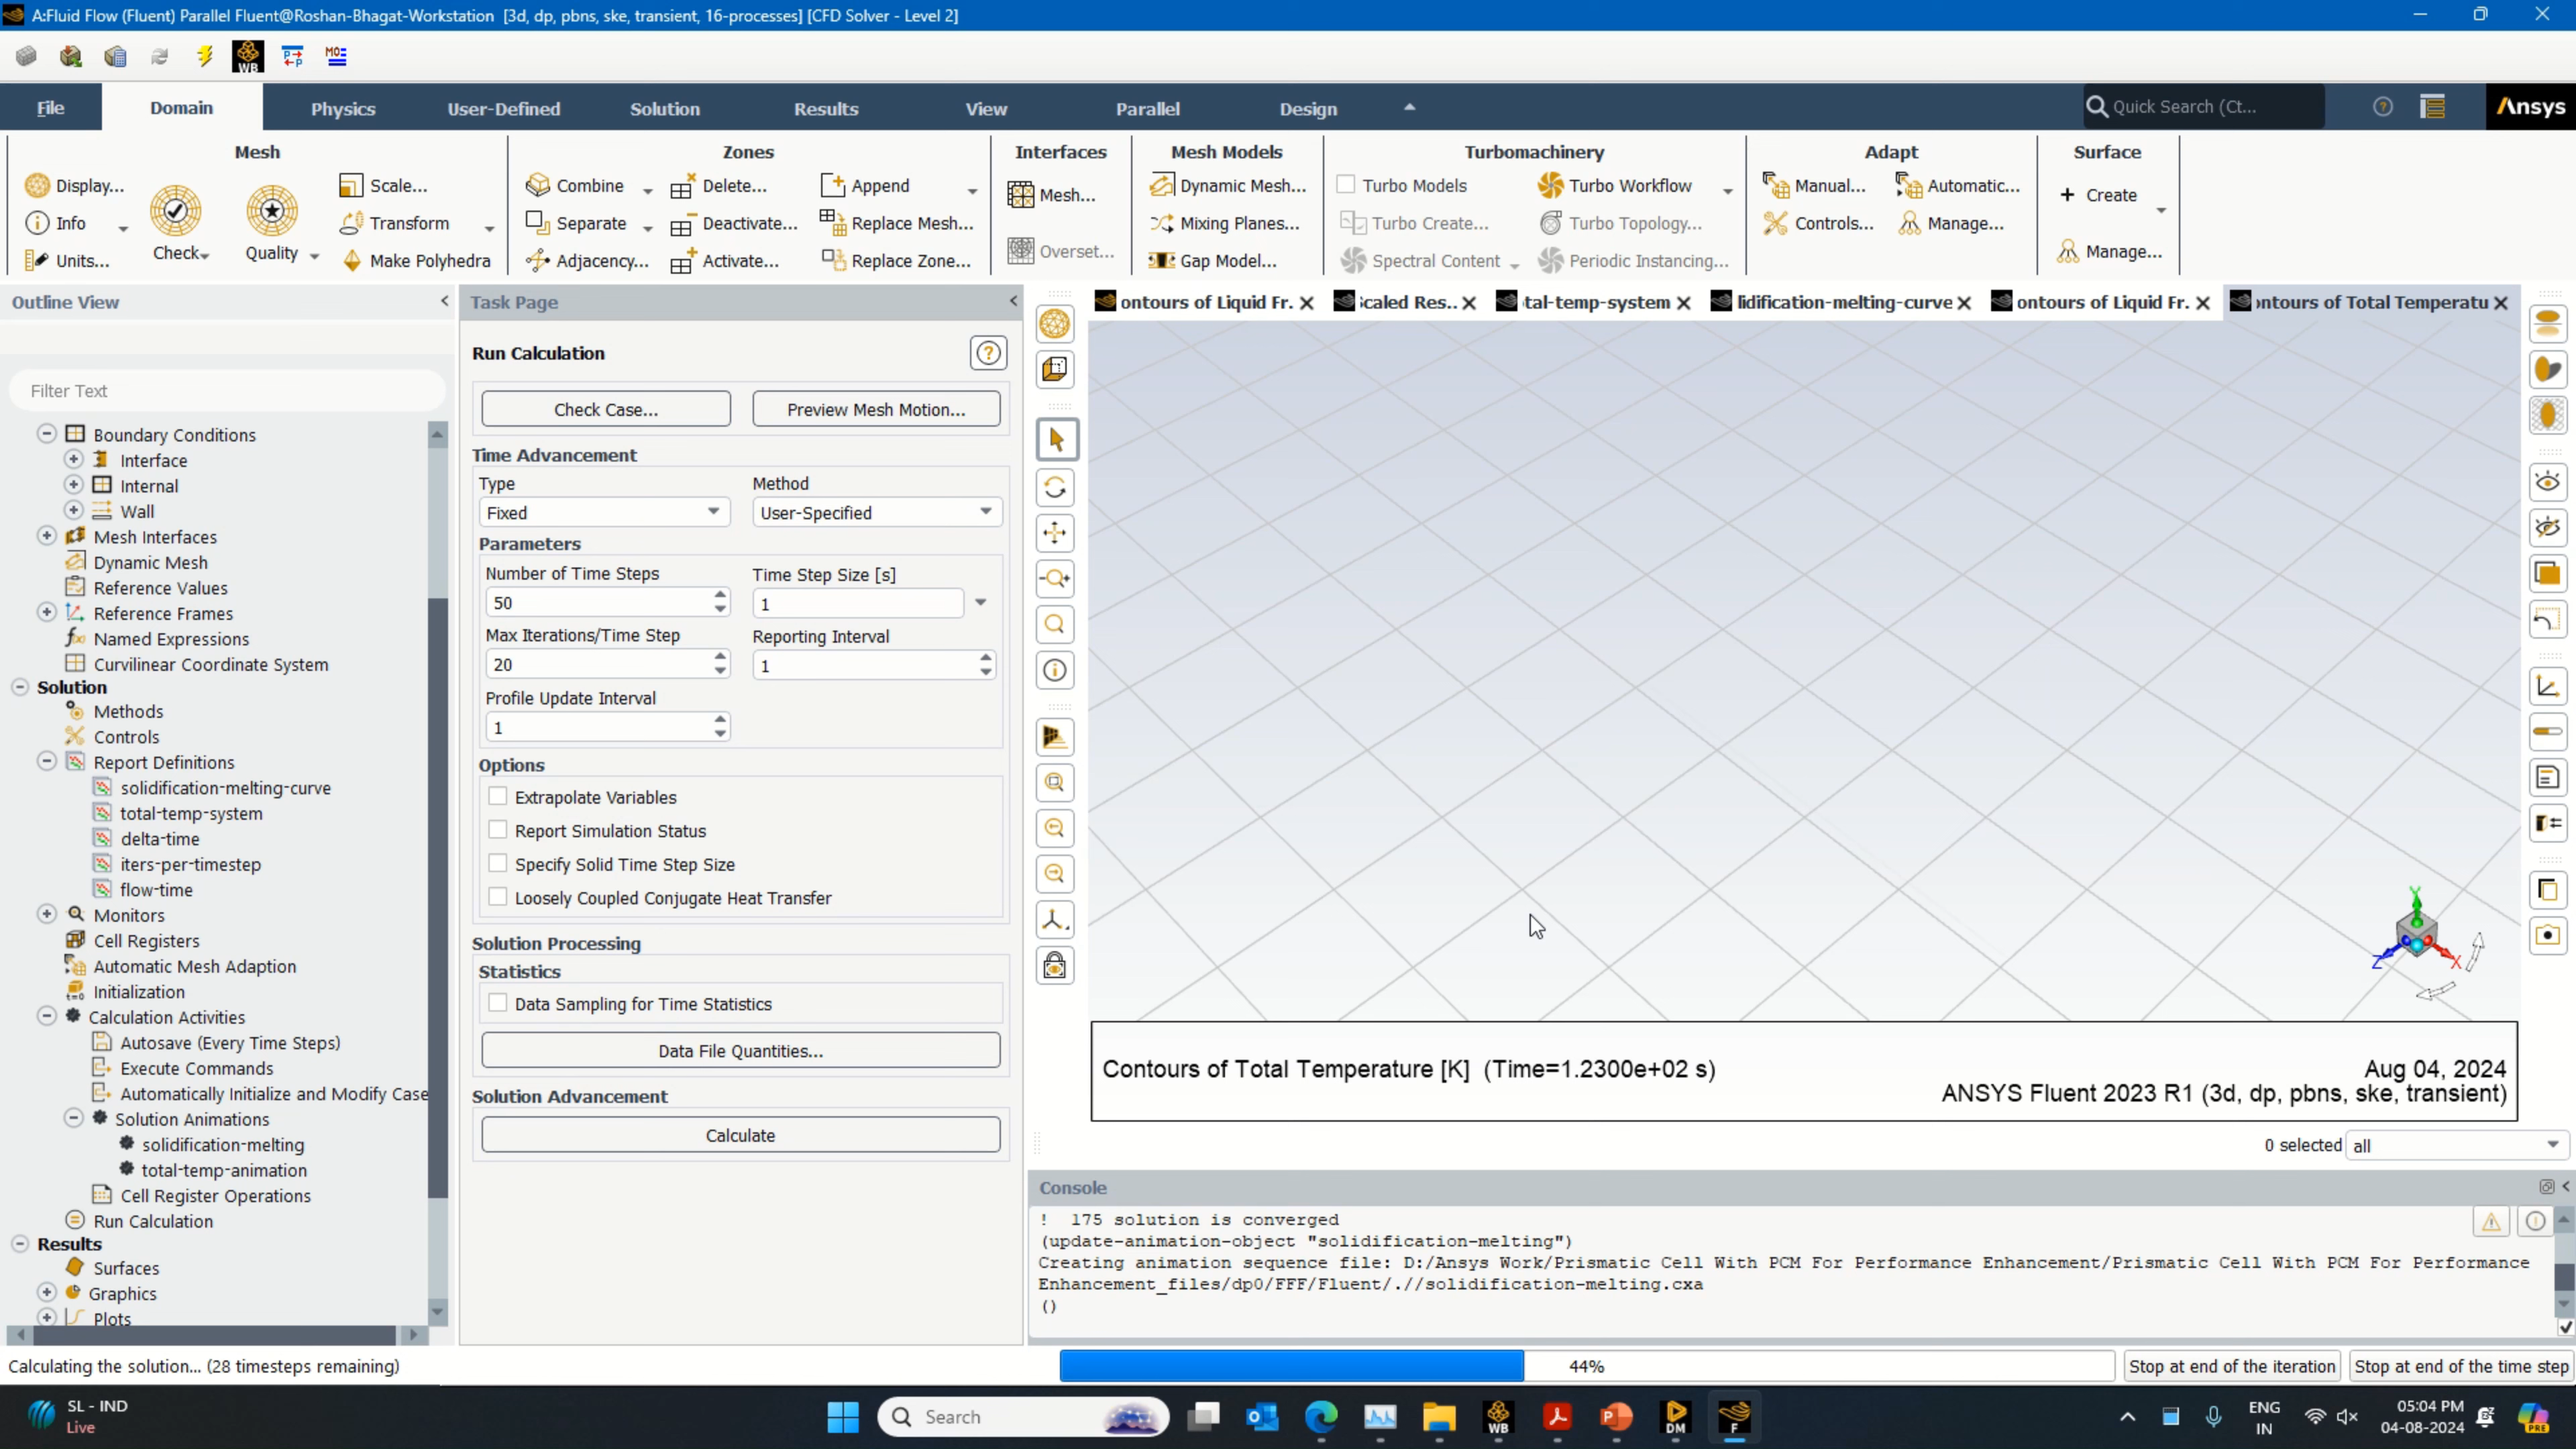 A:Fluid Flow (Fluent) Parallel Fluent@Roshan-Bhagat-Workstation [3d, dp, pbns, ske, transient, 16-processes] [CFD Solver - Level 2]
WB
File Domain Physics User-Defined Solution Results View Parallel Design Quick Search (Ct... Ansys
Mesh Zones Interfaces Mesh Models Turbomachinery Adapt Surface
Display... Scale... Combine Delete... Append Mesh... Dynamic Mesh... Turbo Models Turbo Workflow Manual... Automatic... + Create
Info Transform Separate Deactivate... Replace Mesh... Mixing Planes... Turbo Create... Turbo Topology... Controls... Manage...
Units... Check Quality Make Polyhedra Adjacency... Activate... Replace Zone... Overset... Gap Model... Spectral Content Periodic Instancing... Manage...
Outline View
Filter Text
Boundary Conditions
Interface
Internal
Wall
Mesh Interfaces
Dynamic Mesh
Reference Values
Reference Frames
Named Expressions
Curvilinear Coordinate System
Solution
Methods
Controls
Report Definitions
solidification-melting-curve
total-temp-system
delta-time
iters-per-timestep
flow-time
Monitors
Cell Registers
Automatic Mesh Adaption
Initialization
Calculation Activities
Autosave (Every Time Steps)
Execute Commands
Automatically Initialize and Modify Case
Solution Animations
solidification-melting
total-temp-animation
Cell Register Operations
Run Calculation
Results
Surfaces
Graphics
Plots
Task Page
Run Calculation
Check Case... Preview Mesh Motion...
Time Advancement
Type Method
Fixed User-Specified
Parameters
Number of Time Steps Time Step Size [s]
50 1
Max Iterations/Time Step Reporting Interval
20 1
Profile Update Interval
1
Options
Extrapolate Variables
Report Simulation Status
Specify Solid Time Step Size
Loosely Coupled Conjugate Heat Transfer
Solution Processing
Statistics
Data Sampling for Time Statistics
Data File Quantities...
Solution Advancement
Calculate
ontours of Liquid Fr. caled Res.. tal-temp-system lidification-melting-curve ontours of Liquid Fr. ntours of Total Temperatu
Y
Z X
Contours of Total Temperature [K] (Time=1.2300e+02 s) Aug 04, 2024
ANSYS Fluent 2023 R1 (3d, dp, pbns, ske, transient)
0 selected all
Console
! 175 solution is converged
(update-animation-object "solidification-melting")
Creating animation sequence file: D:/Ansys Work/Prismatic Cell With PCM For Performance Enhancement/Prismatic Cell With PCM For Performance
Enhancement_files/dp0/FFF/Fluent/.//solidification-melting.cxa
()
Calculating the solution... (28 timesteps remaining) 44% Stop at end of the iteration Stop at end of the time step
SL - IND
Live
Search
WB
DM
F
ENG
IN
05:04 PM
04-08-2024
PRE